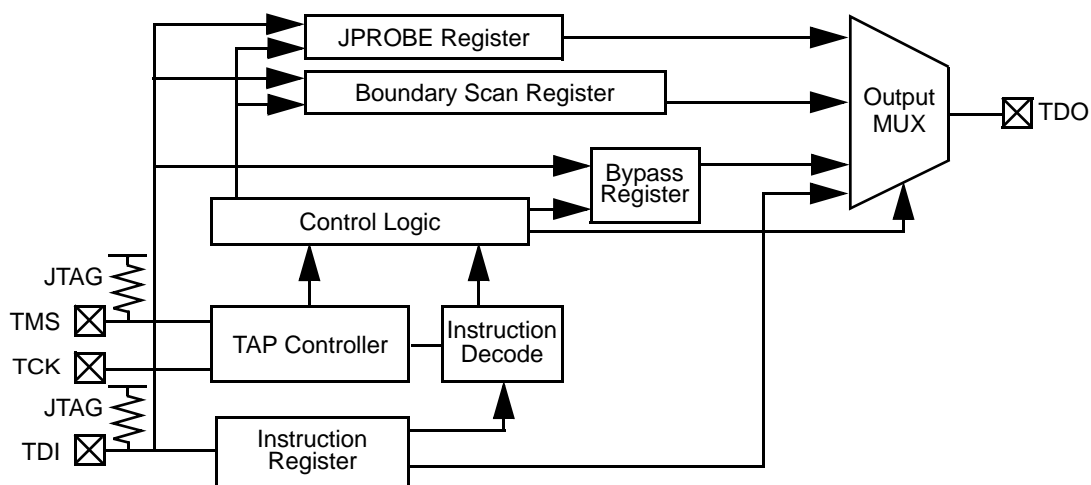 JPROBE Register
Boundary Scan Register
Output
MUX
TDO
Bypass
Register
Control Logic
JTAG
TMS
TAP Controller
Instruction
Decode
TCK
JTAG
TDI
Instruction
Register